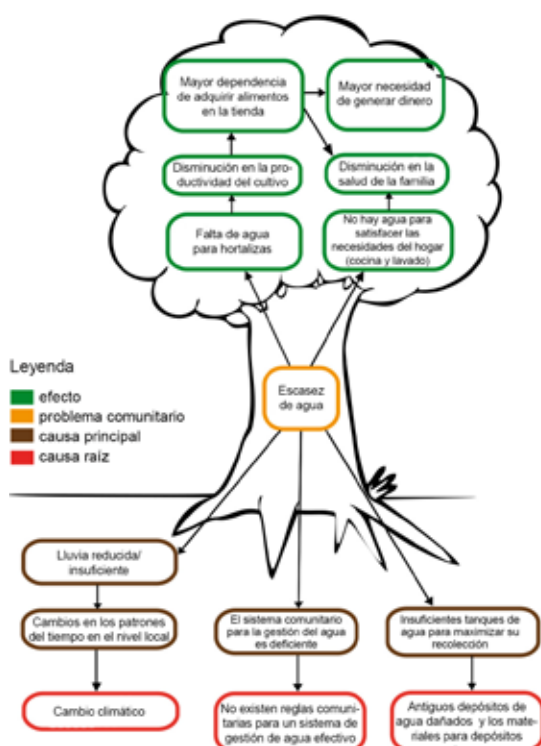 Mayor dependencia
de adquirir alimentos
en la tienda
Mayor necesidad
de generar dinero
Disminución en la pro-
ductividad del cultivo
Disminución en la
salud de la familia
Falta de agua
para hortalizas
No hay agua para
satisfacer las
necesidades del hogar
(cocina y lavado)
Leyenda
efecto
problema comunitario
causa principal
causa raíz
Escasez
de agua
Lluvia reducida/
insuficiente
Cambios en los patrones
del tiempo en el nivel local
El sistema comunitario
para la gestión del agua
es deficiente
Insuficientes tanques de
agua para maximizar su
recolección
Cambio climático
No existen reglas comuni-
tarias para un sistema de
gestión de agua efectivo
Antiguos depósitos de
agua dañados y los mate-
riales para depósitos